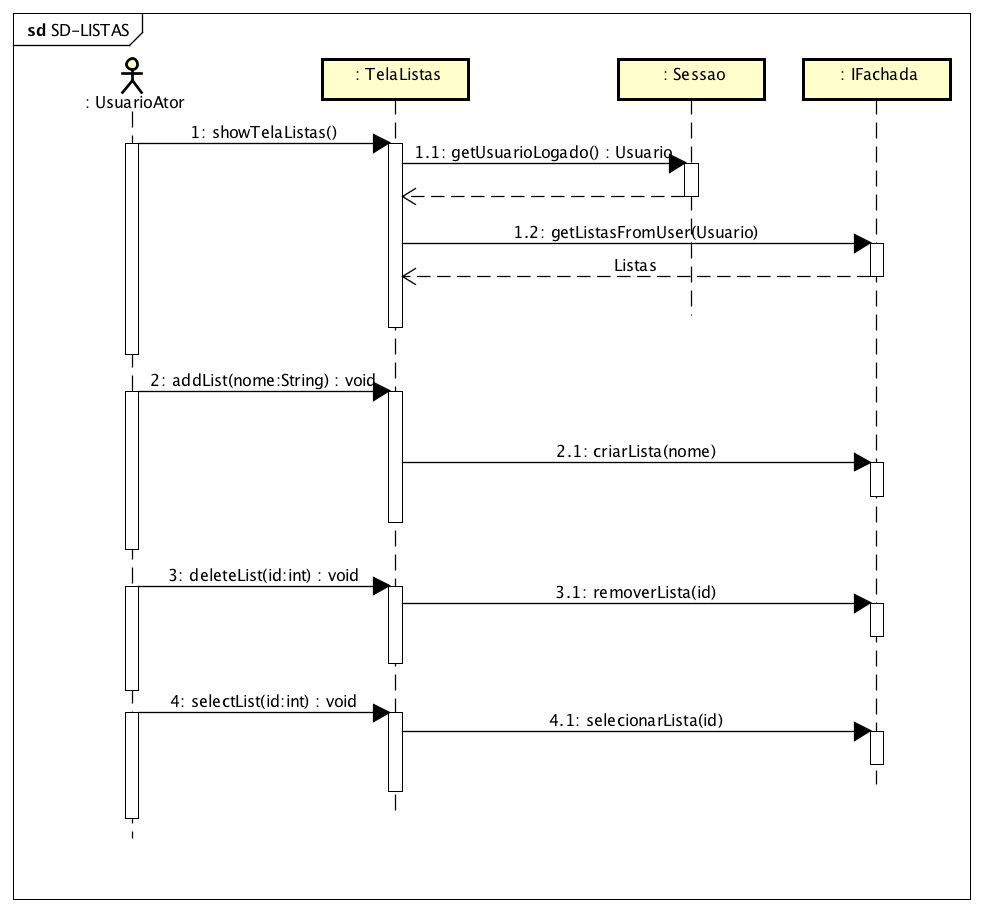 sd SD-LISTAS
: UsuarioAtor
: TelaListas
: Sessao
: IFachada
1: showTelaListas()
1.1: getUsuarioLogado() : Usuario
1.2: getListasFromUser(Usuario)
Listas
2: addList(nome:String) : void
2.1: criarLista(nome)
3: deleteList(id:int) : void
3.1: removerLista(id)
4: selectList(id:int) : void
4.1: selecionarLista(id)